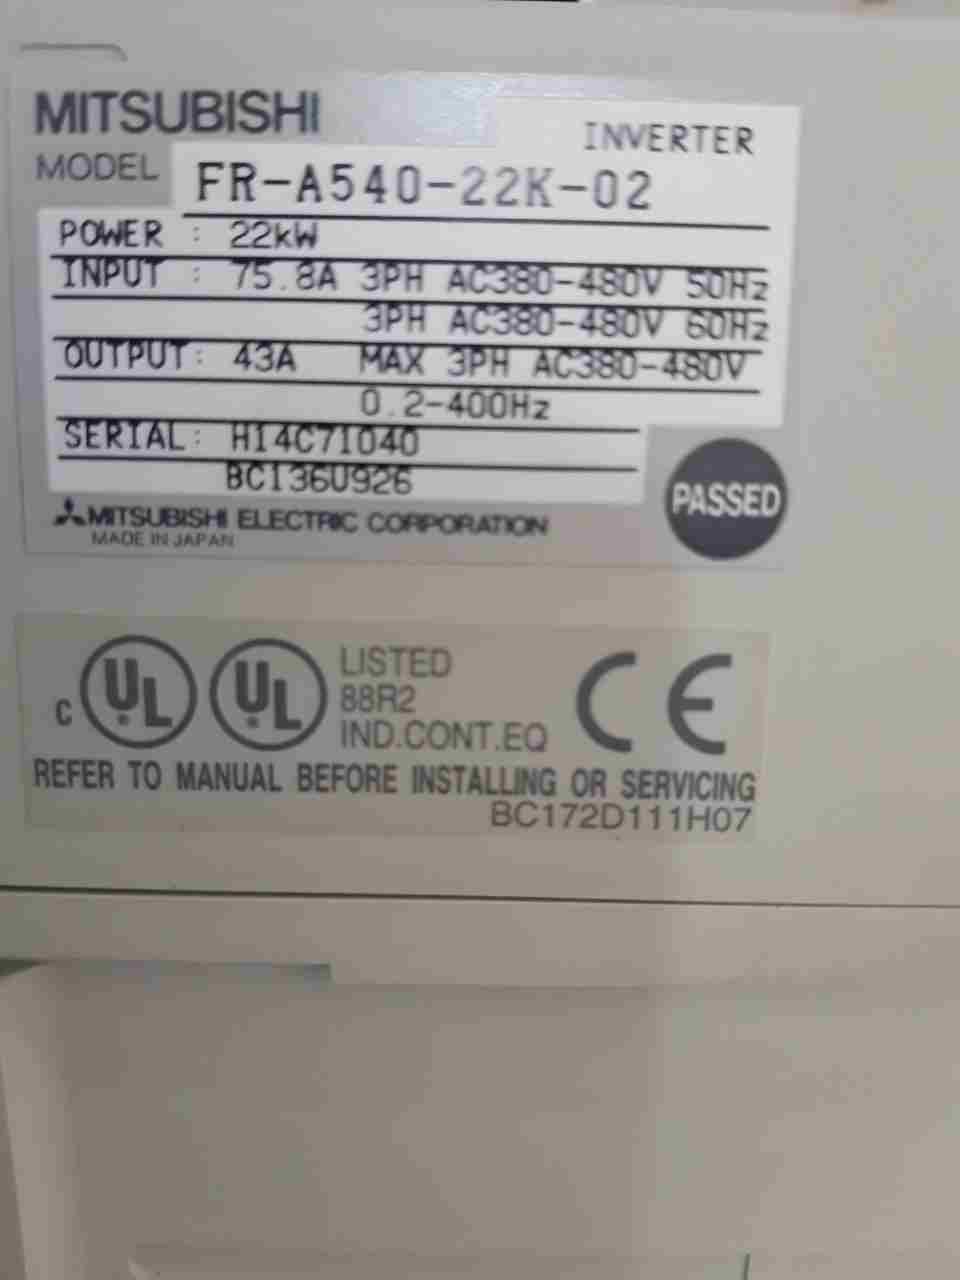 MITSUBISHI
INVERTER
MODEL FR-A540-22K-02
POWER : 22kW
INPUT : 75.8A 3PH AC380-480V 50Hz
3PH AC380-480V 60Hz
OUTPUT: 43A MAX 3PH AC380-480V
0.2-400Hz
SERIAL: H14C71040
BC136U926
MITSUBISHI ELECTRIC CORPORATION
MADE IN JAPAN
PASSED
C UL® UL® LISTED
88R2
IND.CONT.EQ
CE
REFER TO MANUAL BEFORE INSTALLING OR SERVICING
BC172D111H07